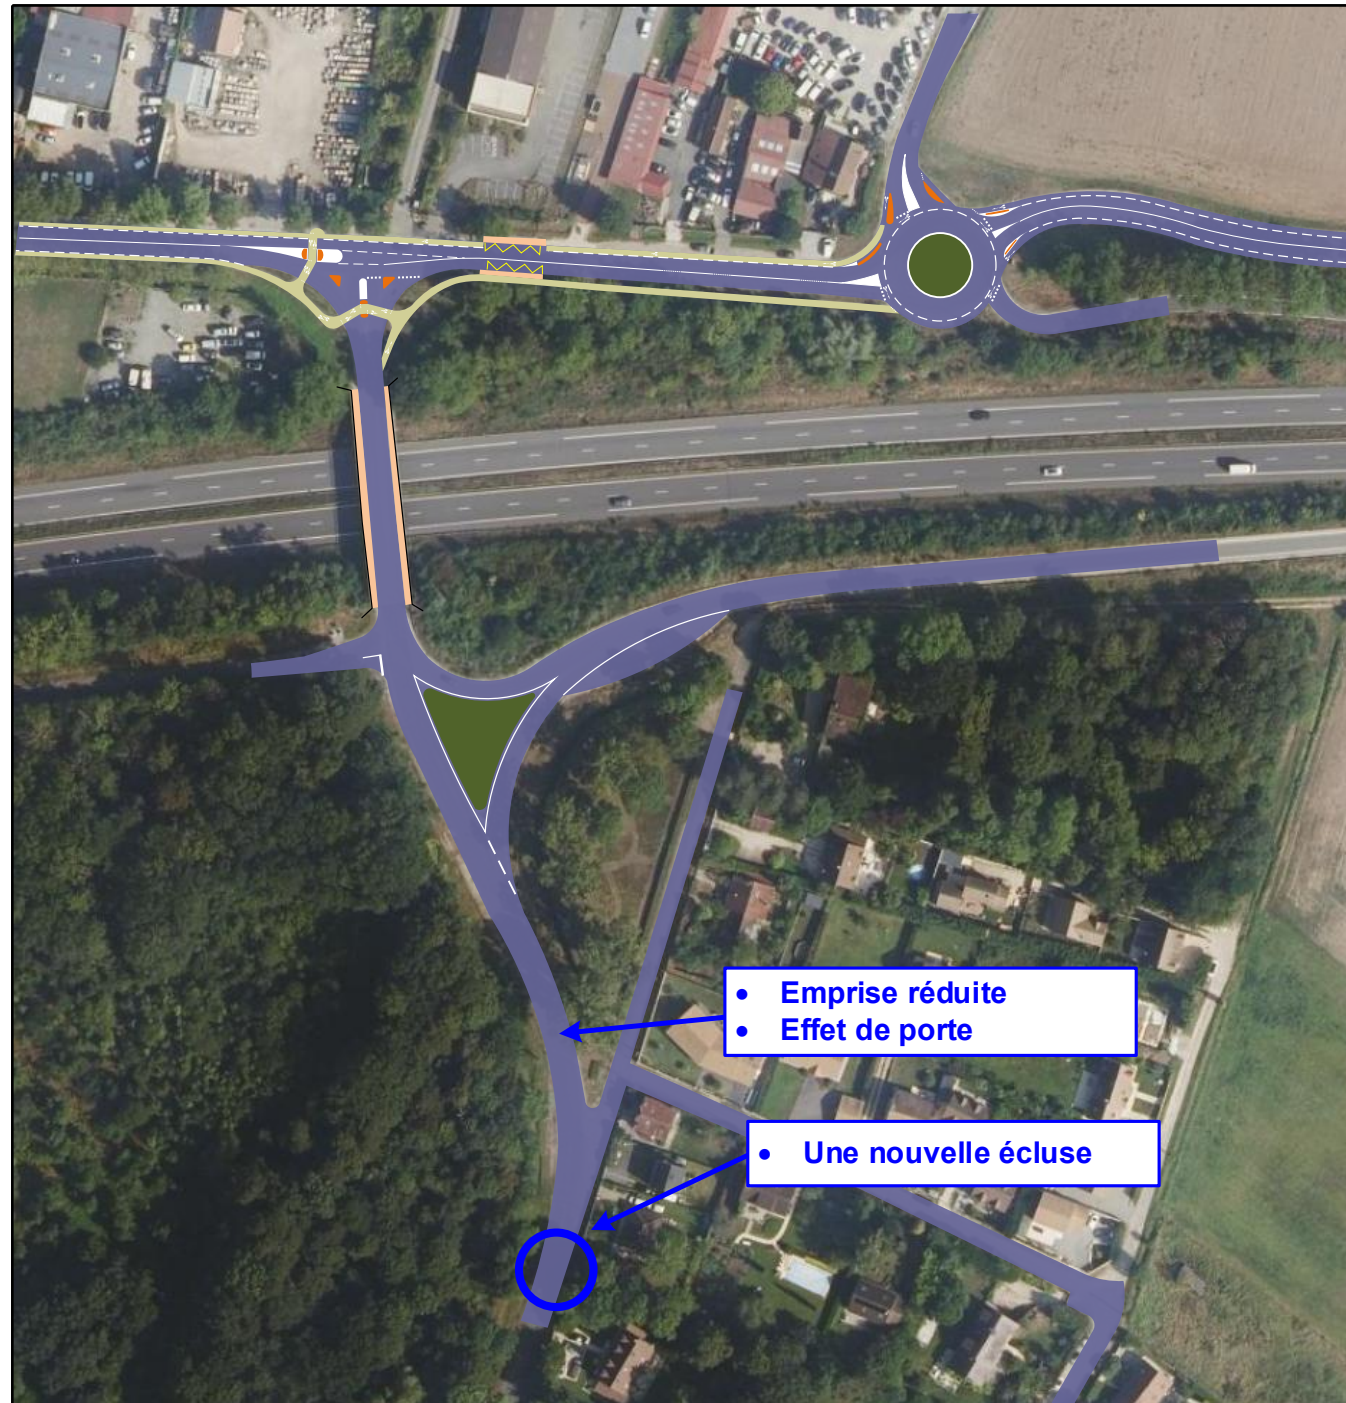 • Emprise réduite
• Effet de porte
• Une nouvelle écluse